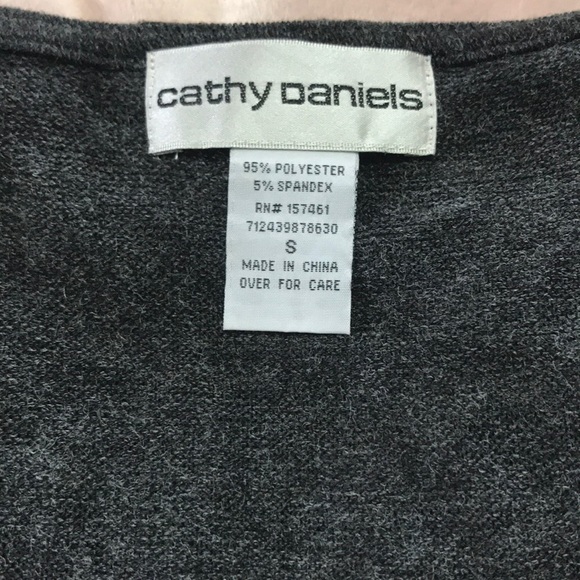 cathy Daniels
95% POLYESTER
5% SPANDEX
RN# 157461
712439878630
S
MADE IN CHINA
OVER FOR CARE